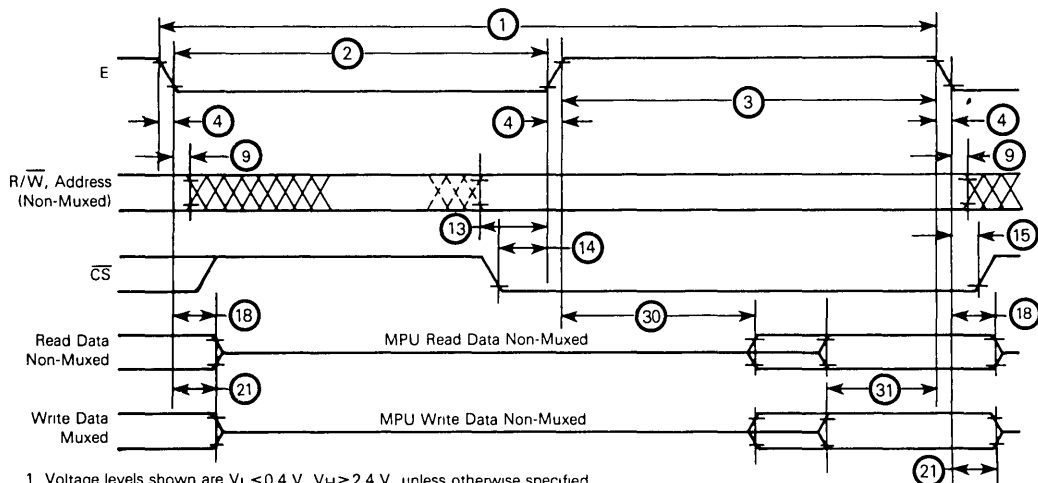 1
2
E
3
4
4
4
9
9
R/W̅, Address
(Non-Muxed)
13
14
15
C̅S̅
18
30
18
Read Data
Non-Muxed
MPU Read Data Non-Muxed
21
31
Write Data
Muxed
MPU Write Data Non-Muxed
21
1 Voltage levels shown are VL≤0 4 V, VH≥2 4 V, unless otherwise specified